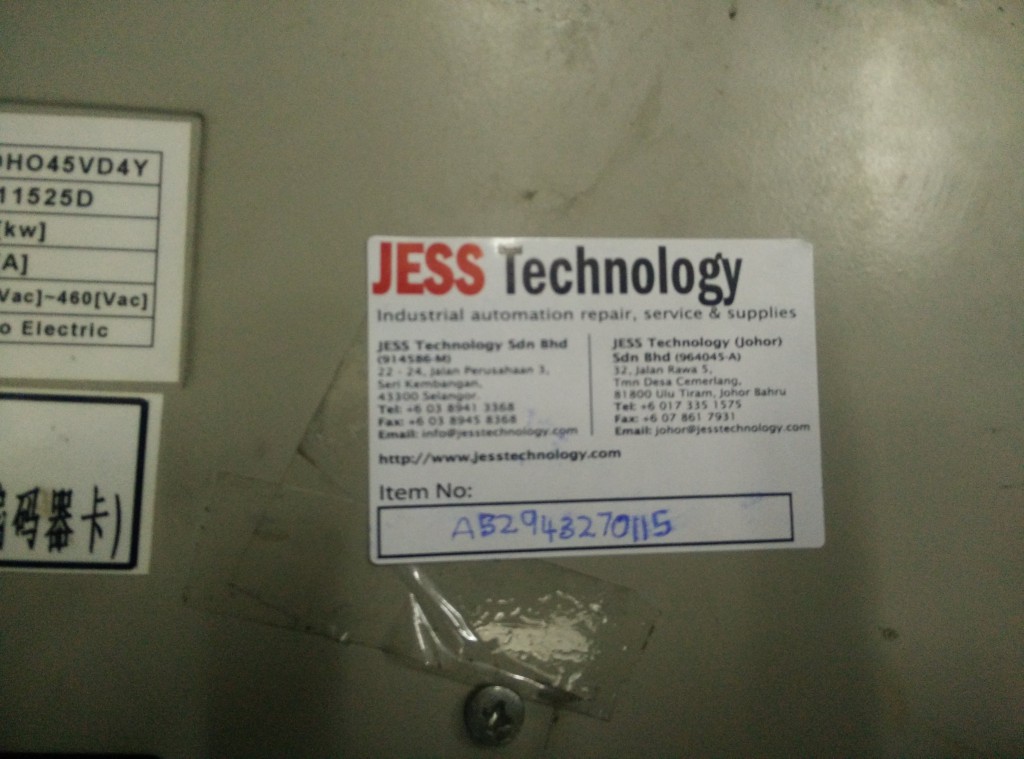 HO45VD4Y
11525D
[kw]
[A]
Vac]~460[Vac]
o Electric
码器卡)
JESS Technology
Industrial automation repair, service & supplies
JESS Technology Sdn Bhd
(914586-M)
22 - 24, Jalan Perusahaan 3,
Seri Kembangan,
43300 Selangor.
Tel: +6 03 8941 3368
Fax: +6 03 8945 8368
Email: info@jesstechnology.com
JESS Technology (Johor)
Sdn Bhd (964045-A)
32, Jalan Rawa 5,
Tmn Desa Cemerlang,
81800 Ulu Tiram, Johor Bahru
Tel: +6 017 335 1575
Fax: +6 07 861 7931
Email: johor@jesstechnology.com
http://www.jesstechnology.com
Item No:
AB2943270115